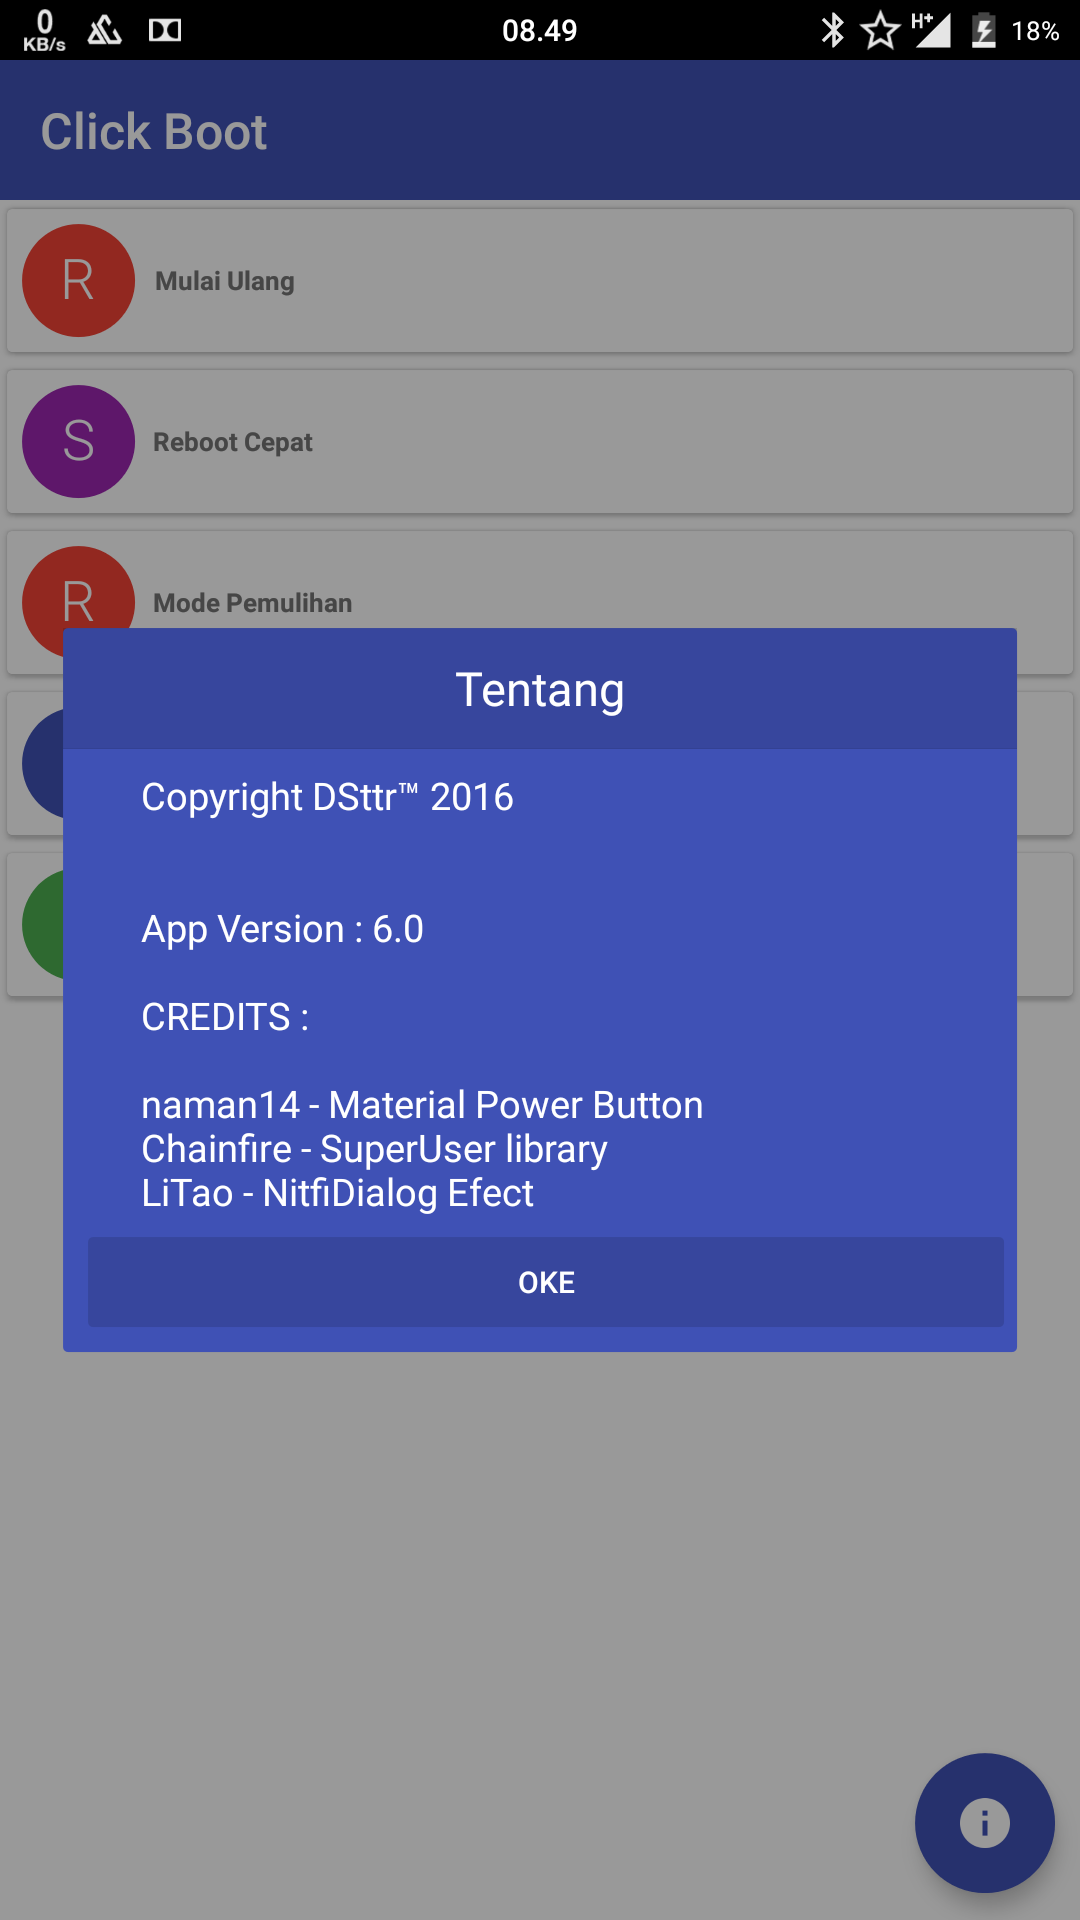 0
KB/s
08.49
H+
18%
Click Boot
R
Mulai Ulang
S
Reboot Cepat
R
Mode Pemulihan
Tentang
Copyright DSttr™ 2016
App Version : 6.0
CREDITS :
naman14 - Material Power Button
Chainfire - SuperUser library
LiTao - NitfiDialog Efect
OKE